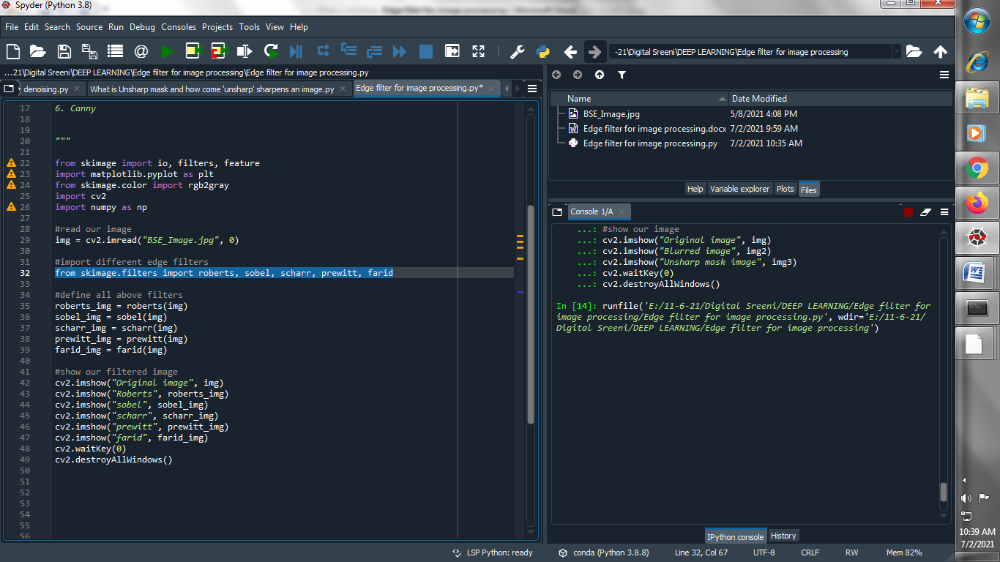 Spyder (Python 3.8)
File Edit Search Source Run Debug Consoles Projects Tools View Help
-21\Digital Sreeni\DEEP LEARNING\Edge filter for image processing
...21\Digital Sreeni\DEEP LEARNING\Edge filter for image processing\Edge filter for image processing.py
denoising.py
What is Unsharp mask and how come 'unsharp' sharpens an image.py
Edge filter for image processing.py*
17 6. Canny
18
19
20 """
21
22 from skimage import io, filters, feature
23 import matplotlib.pyplot as plt
24 from skimage.color import rgb2gray
25 import cv2
26 import numpy as np
27
28 #read our image
29 img = cv2.imread("BSE_Image.jpg", 0)
30
31 #import different edge filters
32 from skimage.filters import roberts, sobel, scharr, prewitt, farid
33
34 #define all above filters
35 roberts_img = roberts(img)
36 sobel_img = sobel(img)
37 scharr_img = scharr(img)
38 prewitt_img = prewitt(img)
39 farid_img = farid(img)
40
41 #show our filtered image
42 cv2.imshow("Original image", img)
43 cv2.imshow("Roberts", roberts_img)
44 cv2.imshow("sobel", sobel_img)
45 cv2.imshow("scharr", scharr_img)
46 cv2.imshow("prewitt", prewitt_img)
47 cv2.imshow("farid", farid_img)
48 cv2.waitKey(0)
49 cv2.destroyAllWindows()
50
51
52
53
54
55
56
Name Date Modified
BSE_Image.jpg 5/8/2021 4:08 PM
Edge filter for image processing.docx 7/2/2021 9:59 AM
Edge filter for image processing.py 7/2/2021 10:35 AM
Help Variable explorer Plots Files
Console 1/A
...: #show our image
...: cv2.imshow("Original image", img)
...: cv2.imshow("Blurred image", img2)
...: cv2.imshow("Unsharp mask image", img3)
...: cv2.waitKey(0)
...: cv2.destroyAllWindows()
In [14]: runfile('E:/11-6-21/Digital Sreeni/DEEP LEARNING/Edge filter for
image processing/Edge filter for image processing.py', wdir='E:/11-6-21/
Digital Sreeni/DEEP LEARNING/Edge filter for image processing')
IPython console History
LSP Python: ready conda (Python 3.8.8) Line 32, Col 67 UTF-8 CRLF RW Mem 82%
10:39 AM
7/2/2021